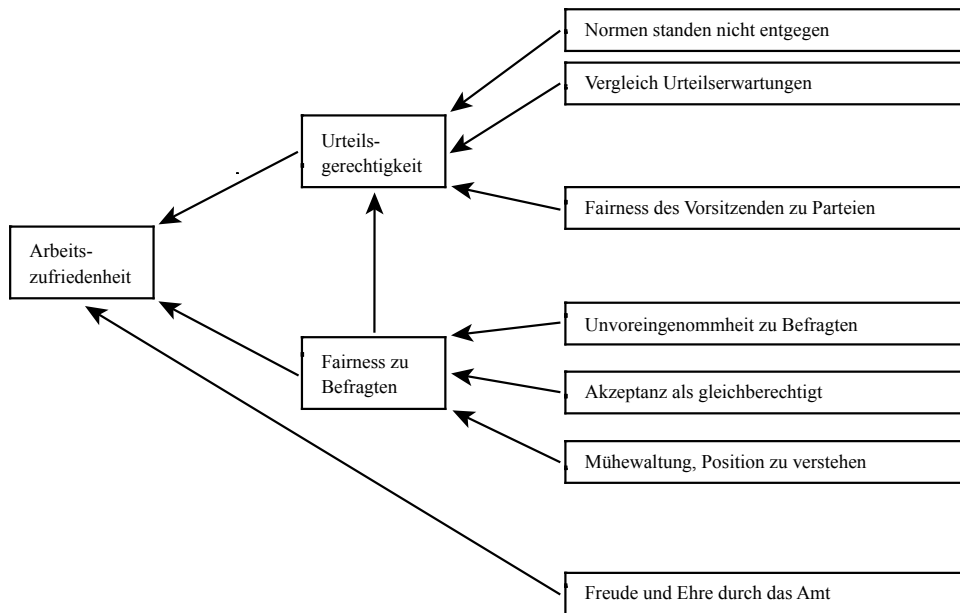 Normen standen nicht entgegen
Vergleich Urteilserwartungen
Urteils-
gerechtigkeit
Fairness des Vorsitzenden zu Parteien
Arbeits-
zufriedenheit
Unvoreingenommheit zu Befragten
Fairness zu
Befragten
Akzeptanz als gleichberechtigt
Mühewaltung, Position zu verstehen
Freude und Ehre durch das Amt